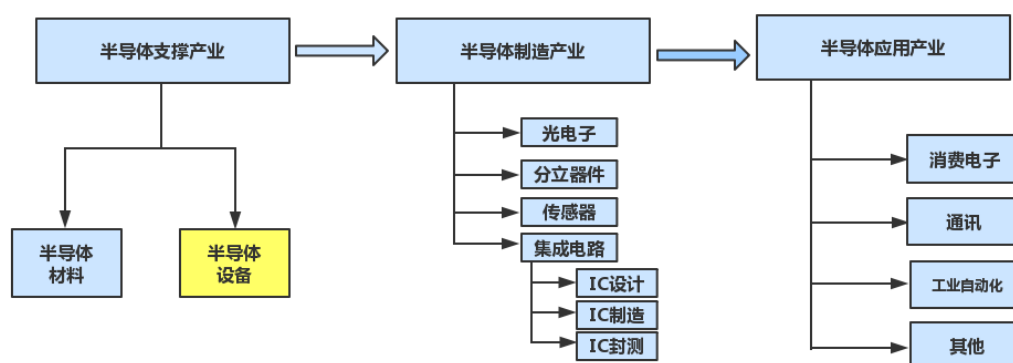 半导体支撑产业
半导体制造产业
半导体应用产业
光电子
分立器件
传感器
集成电路
IC设计
IC制造
IC封测
半导体
材料
半导体
设备
消费电子
通讯
工业自动化
其他